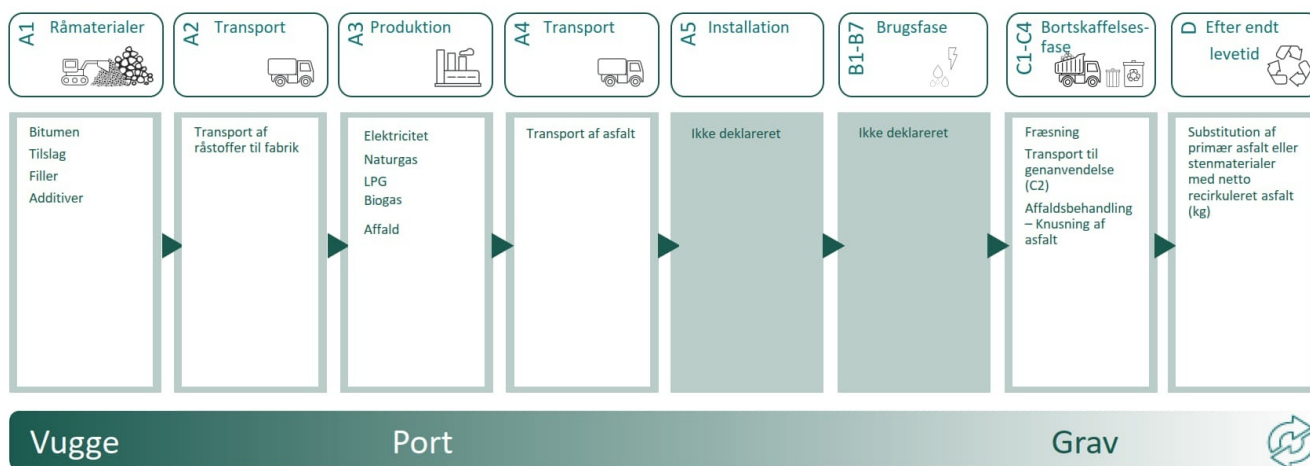 A1 Råmaterialer
A2 Transport
A3 Produktion
A4 Transport
A5 Installation
B1-B7 Brugsfase
C1-C4 Bortskaffelses-
fase
D Efter endt
levetid
Bitumen
Tilslag
Filler
Additiver
Transport af
råstoffer til fabrik
Elektricitet
Naturgas
LPG
Biogas
Affald
Transport af asfalt
Ikke deklareret
Ikke deklareret
Fræsning
Transport til
genanvendelse
(C2)
Affaldsbehandling
– Knusning af
asfalt
Substitution af
primær asfalt eller
stenmaterialer
med netto
recirkuleret asfalt
(kg)
Vugge
Port
Grav